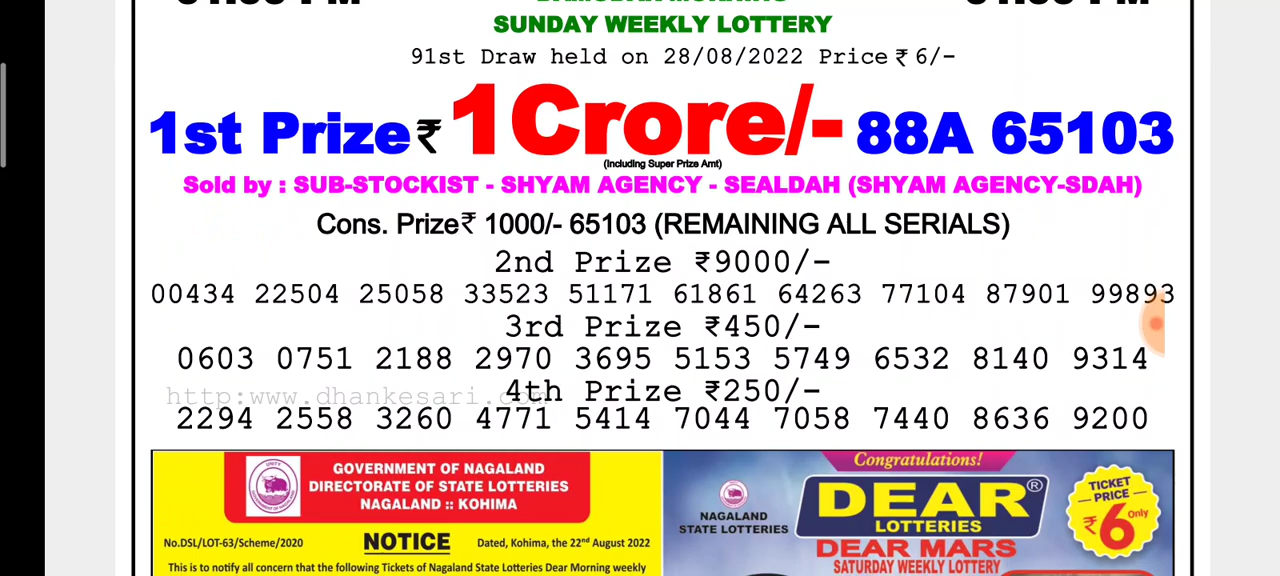 SUNDAY WEEKLY LOTTERY
91st Draw held on 28/08/2022 Price ₹ 6/-
1st Prize ₹ 1Crore/- 88A 65103
(Including Super Prize Amt)
Sold by : SUB-STOCKIST - SHYAM AGENCY - SEALDAH (SHYAM AGENCY-SDAH)
Cons. Prize ₹ 1000/- 65103 (REMAINING ALL SERIALS)
2nd Prize ₹9000/-
00434 22504 25058 33523 51171 61861 64263 77104 87901 99893
3rd Prize ₹450/-
0603 0751 2188 2970 3695 5153 5749 6532 8140 9314
http:www.dhankesari.com
4th Prize ₹250/-
2294 2558 3260 4771 5414 7044 7058 7440 8636 9200
GOVERNMENT OF NAGALAND
DIRECTORATE OF STATE LOTTERIES
NAGALAND :: KOHIMA
No.DSL/LOT-63/Scheme/2020 NOTICE Dated, Kohima, the 22nd August 2022
This is to notify all concern that the following Tickets of Nagaland State Lotteries Dear Morning weekly
Congratulations!
NAGALAND
STATE LOTTERIES
DEAR®
LOTTERIES
DEAR MARS
SATURDAY WEEKLY LOTTERY
TICKET
PRICE
₹6 Only